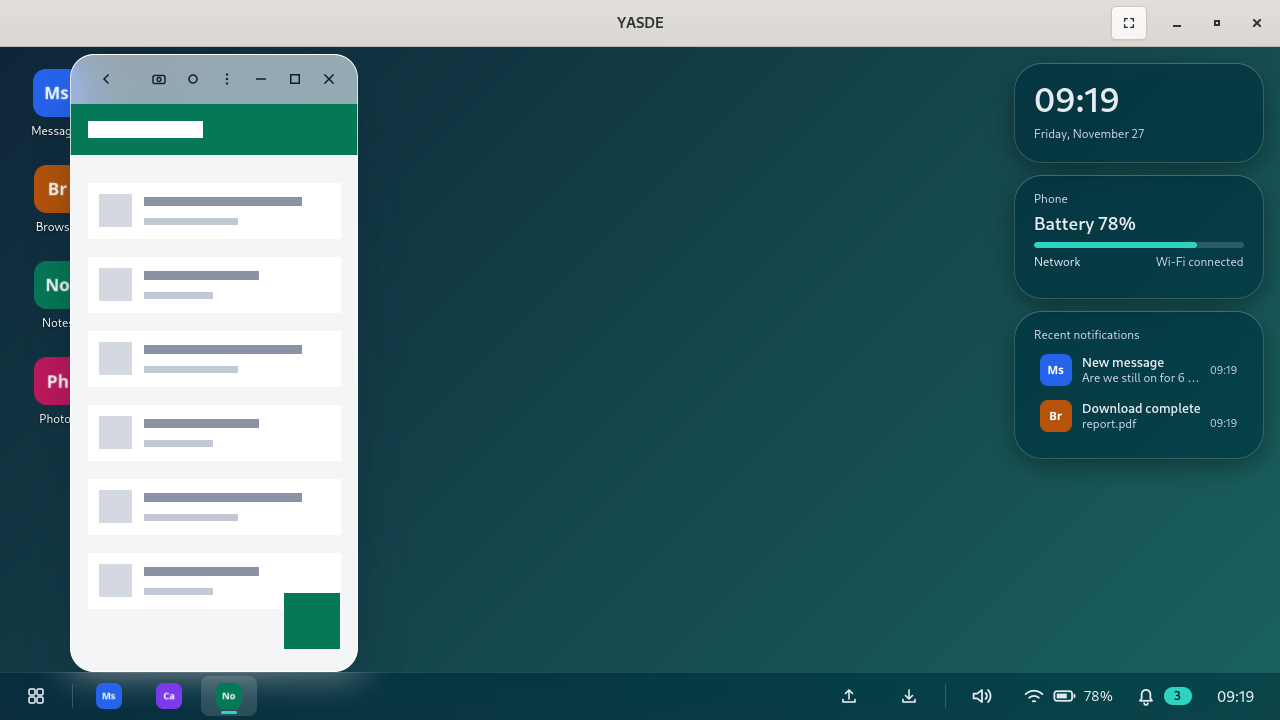 YASDE
Ms
Messag
Br
Brows
No
Notes
Ph
Photo
09:19
Friday, November 27
Phone
Battery 78%
Network
Wi-Fi connected
Recent notifications
Ms
New message
Are we still on for 6 …
09:19
Br
Download complete
report.pdf
09:19
Ms
Ca
No
78%
3
09:19